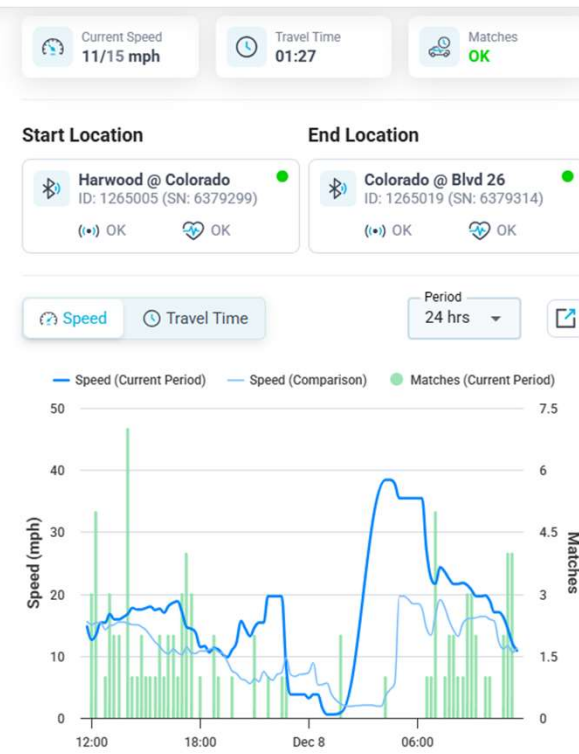 Current Speed
11/15 mph
Travel Time
01:27
Matches
OK
Start Location
End Location
Harwood @ Colorado
ID: 1265005 (SN: 6379299)
OK OK
Colorado @ Blvd 26
ID: 1265019 (SN: 6379314)
OK OK
Speed
Travel Time
Period
24 hrs
Speed (Current Period) Speed (Comparison) Matches (Current Period)
50 7.5
40 6
30 4.5
20 3
10 1.5
0 0
Speed (mph)
Matches
12:00 18:00 Dec 8 06:00